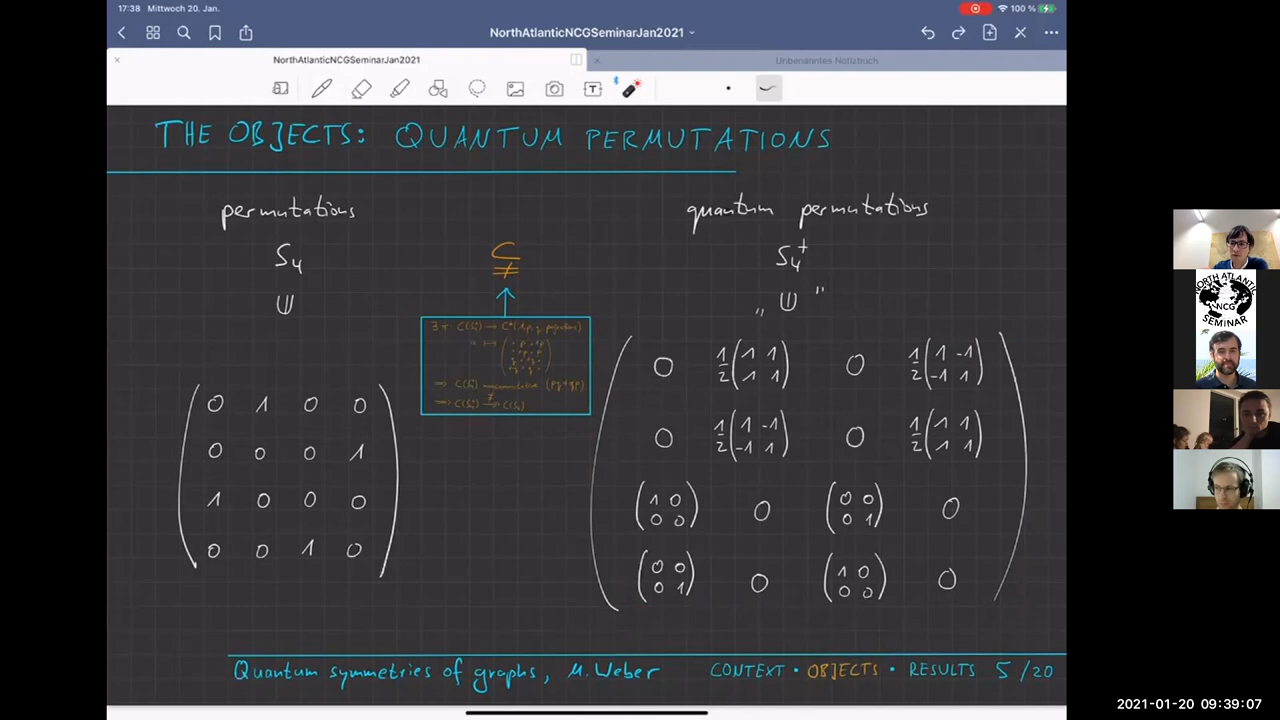 17:38 Mittwoch 20. Jan.
100 %
NorthAtlanticNCGSeminarJan2021
NorthAtlanticNCGSeminarJan2021
Unbenanntes Notizbuch
THE OBJECTS: QUANTUM PERMUTATIONS
permutations
quantum permutations
S₄
⊊
S₄⁺
∈
„ ∈ “
0 1 0 0
0 0 0 1
1 0 0 0
0 0 1 0
0 1/2 (1 1; 1 1) 0 1/2 (1 -1; -1 1)
0 1/2 (1 -1; -1 1) 0 1/2 (1 1; 1 1)
(1 0; 0 0) 0 (0 0; 0 1) 0
(0 0; 0 1) 0 (1 0; 0 0) 0
Quantum symmetries of graphs, M. Weber
CONTEXT · OBJECTS · RESULTS 5/20
NORTH ATLANTIC
NCG
SEMINAR
2021-01-20 09:39:07